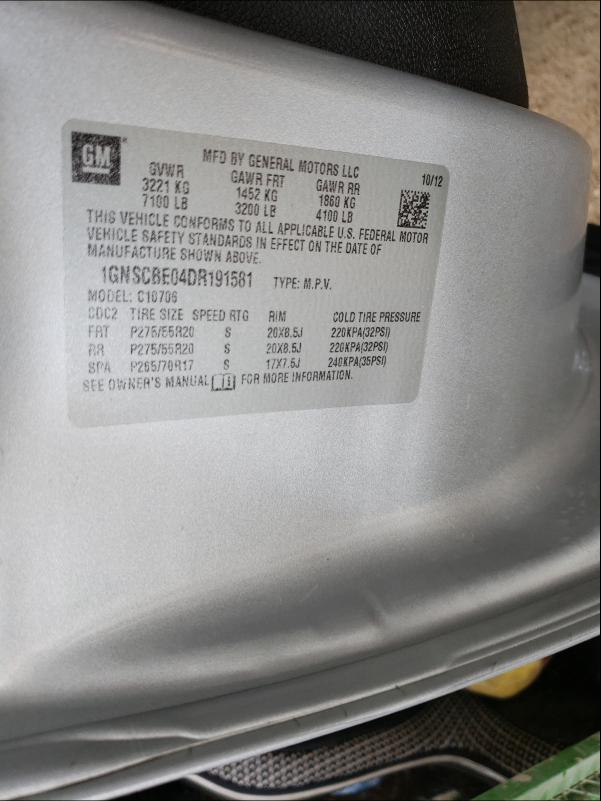 GM
MFD BY GENERAL MOTORS LLC
10/12
GVWR GAWR FRT GAWR RR
3221 KG 1452 KG 1860 KG
7100 LB 3200 LB 4100 LB
THIS VEHICLE CONFORMS TO ALL APPLICABLE U.S. FEDERAL MOTOR
VEHICLE SAFETY STANDARDS IN EFFECT ON THE DATE OF
MANUFACTURE SHOWN ABOVE.
1GNSCBE04DR191581 TYPE: M.P.V.
MODEL: C10706
CDC2 TIRE SIZE SPEED RTG RIM COLD TIRE PRESSURE
FRT P275/55R20 S 20X8.5J 220KPA(32PSI)
RR P275/55R20 S 20X8.5J 220KPA(32PSI)
SPA P265/70R17 S 17X7.5J 240KPA(35PSI)
SEE OWNER'S MANUAL FOR MORE INFORMATION.